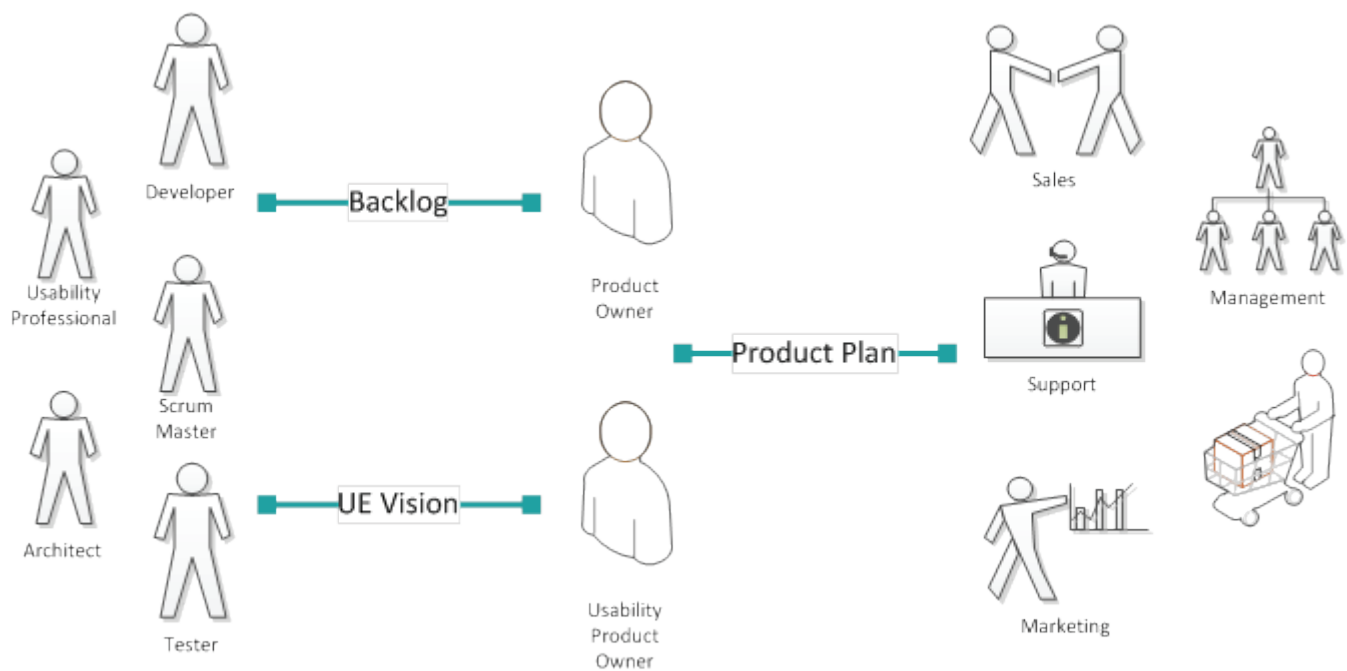 Developer
Usability
Professional
Scrum
Master
Architect
Tester
Backlog
UE Vision
Product
Owner
Usability
Product
Owner
Product Plan
Sales
Management
Support
Marketing